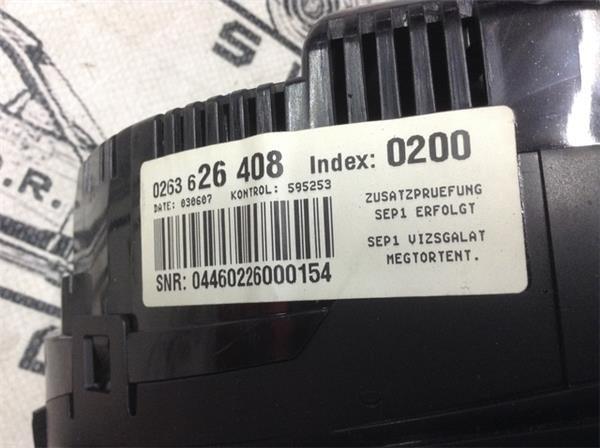 0263 626 408 Index: 0200
DATE: 030607 KONTROL: 595253
ZUSATZPRUEFUNG
SEP1 ERFOLGT
SEP1 VIZSGALAT
MEGTORTENT.
SNR: 04460226000154